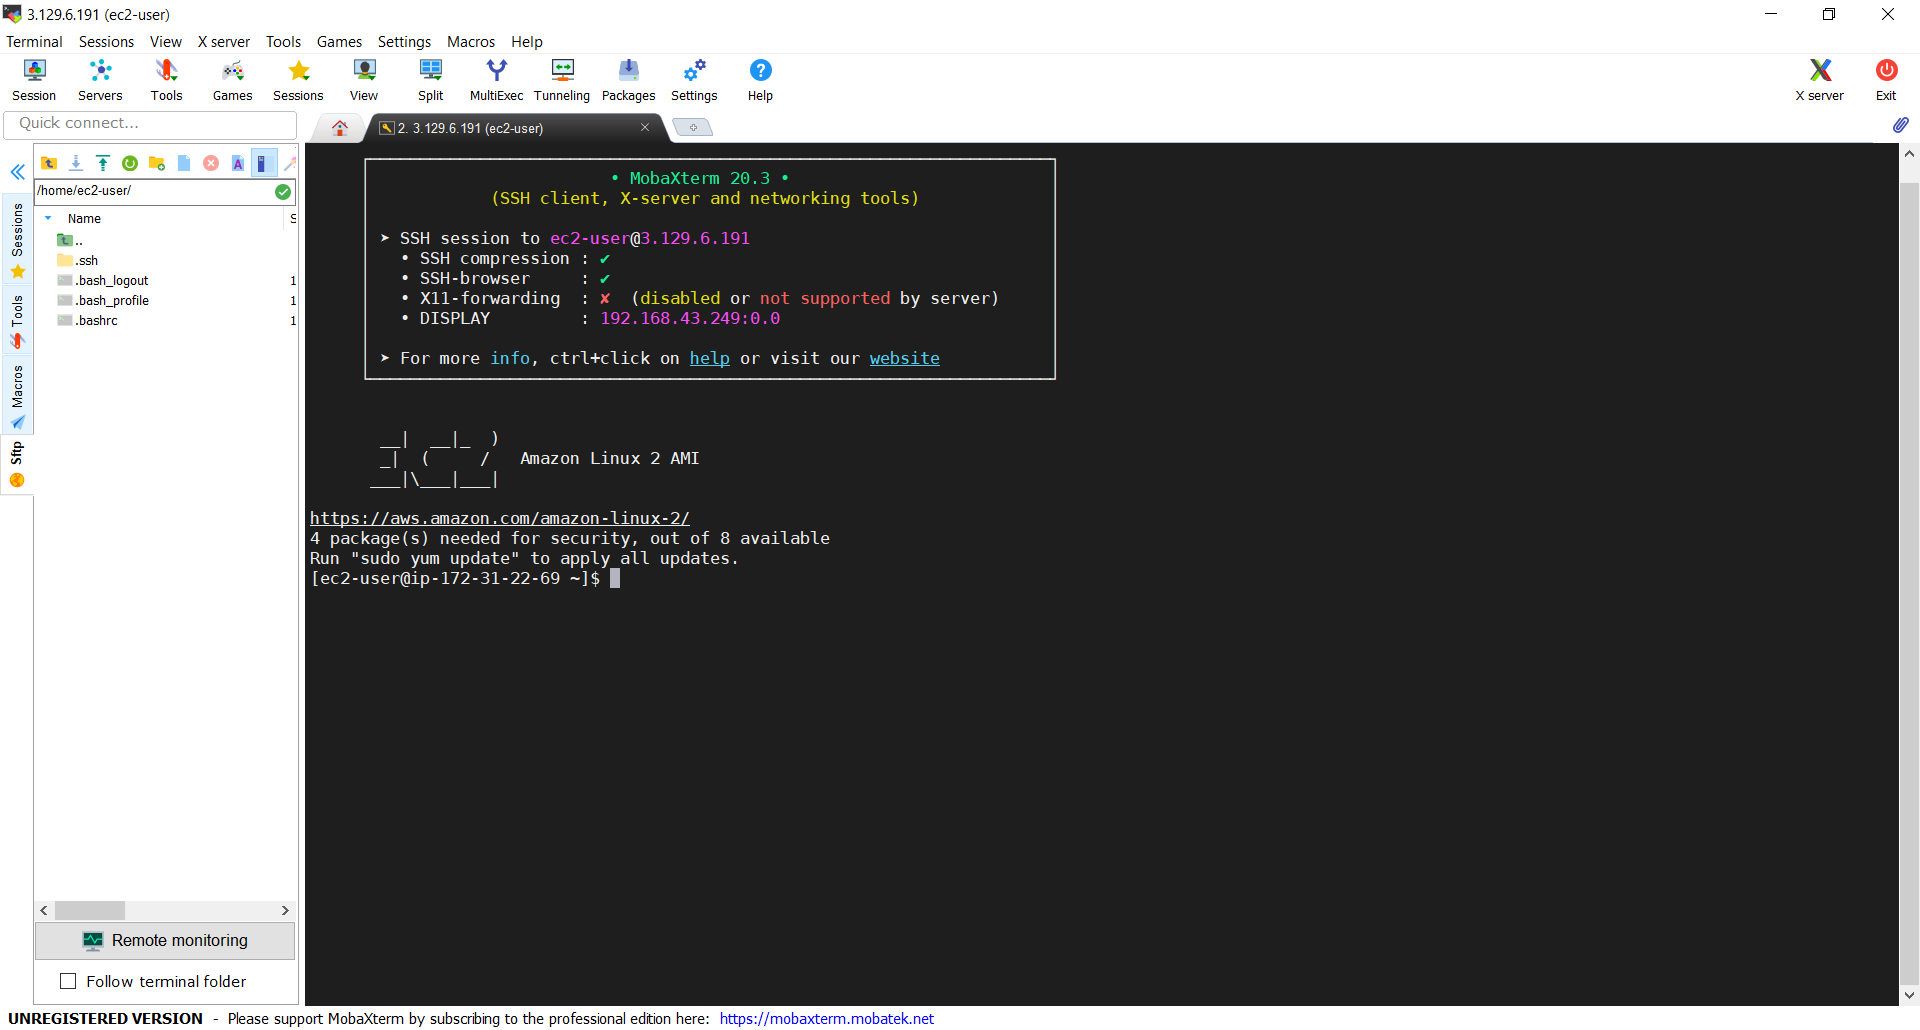 3.129.6.191 (ec2-user)
Terminal Sessions View X server Tools Games Settings Macros Help
Session Servers Tools Games Sessions View Split MultiExec Tunneling Packages Settings Help X server Exit
Quick connect...
2. 3.129.6.191 (ec2-user)
Sessions
Tools
Macros
Sftp
/home/ec2-user/
Name S
..
.ssh
.bash_logout 1
.bash_profile 1
.bashrc 1
Remote monitoring
Follow terminal folder
• MobaXterm 20.3 •
(SSH client, X-server and networking tools)
➤ SSH session to ec2-user@3.129.6.191
• SSH compression : ✔
• SSH-browser : ✔
• X11-forwarding : ✘ (disabled or not supported by server)
• DISPLAY : 192.168.43.249:0.0
➤ For more info, ctrl+click on help or visit our website
__|  __|_  )
_|  (     /   Amazon Linux 2 AMI
___|\___|___|
https://aws.amazon.com/amazon-linux-2/
4 package(s) needed for security, out of 8 available
Run "sudo yum update" to apply all updates.
[ec2-user@ip-172-31-22-69 ~]$
UNREGISTERED VERSION - Please support MobaXterm by subscribing to the professional edition here: https://mobaxterm.mobatek.net